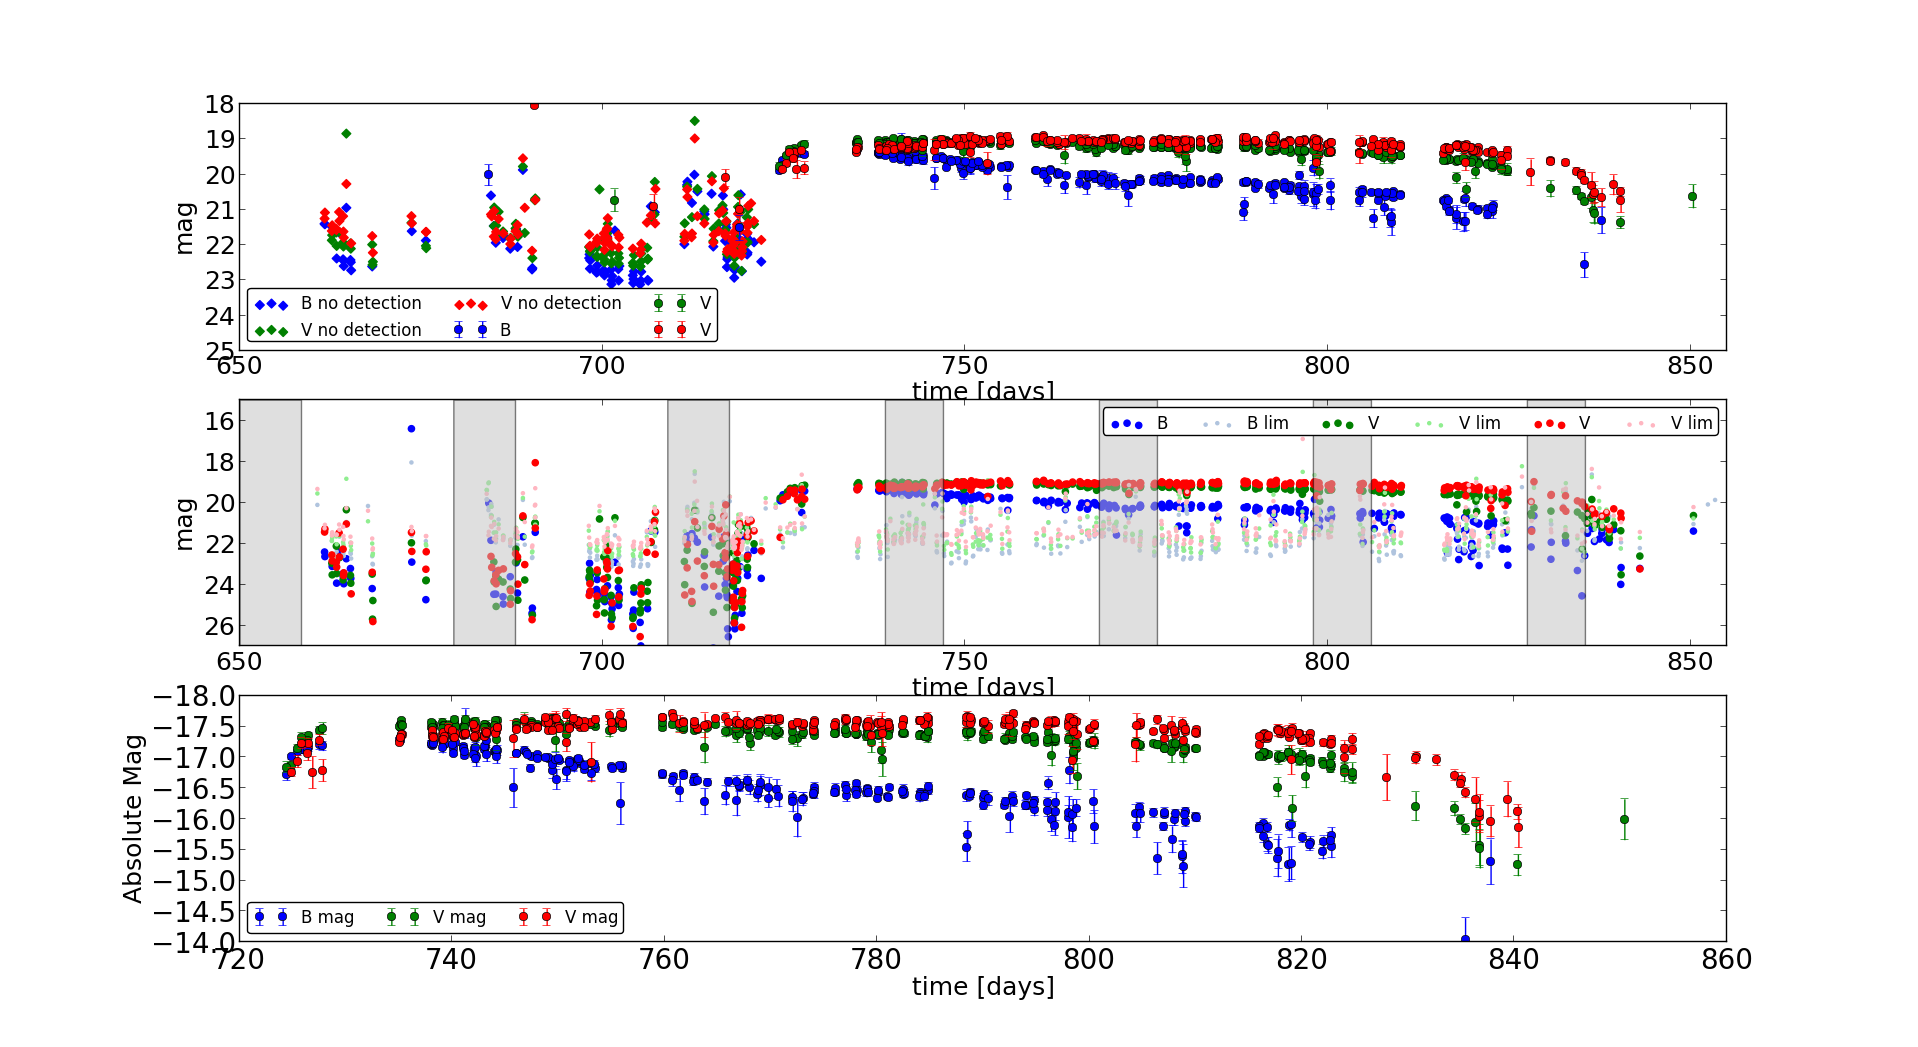 18
19
20
21
22
23
24
25
mag
B no detection
V no detection
V no detection
B
V
V
650 700 750 800 850
time [days]
16
18
20
22
24
26
mag
B B lim V V lim V V lim
650 700 750 800 850
time [days]
−18.0
−17.5
−17.0
−16.5
−16.0
−15.5
−15.0
−14.5
−14.0
Absolute Mag
B mag V mag V mag
720 740 760 780 800 820 840 860
time [days]